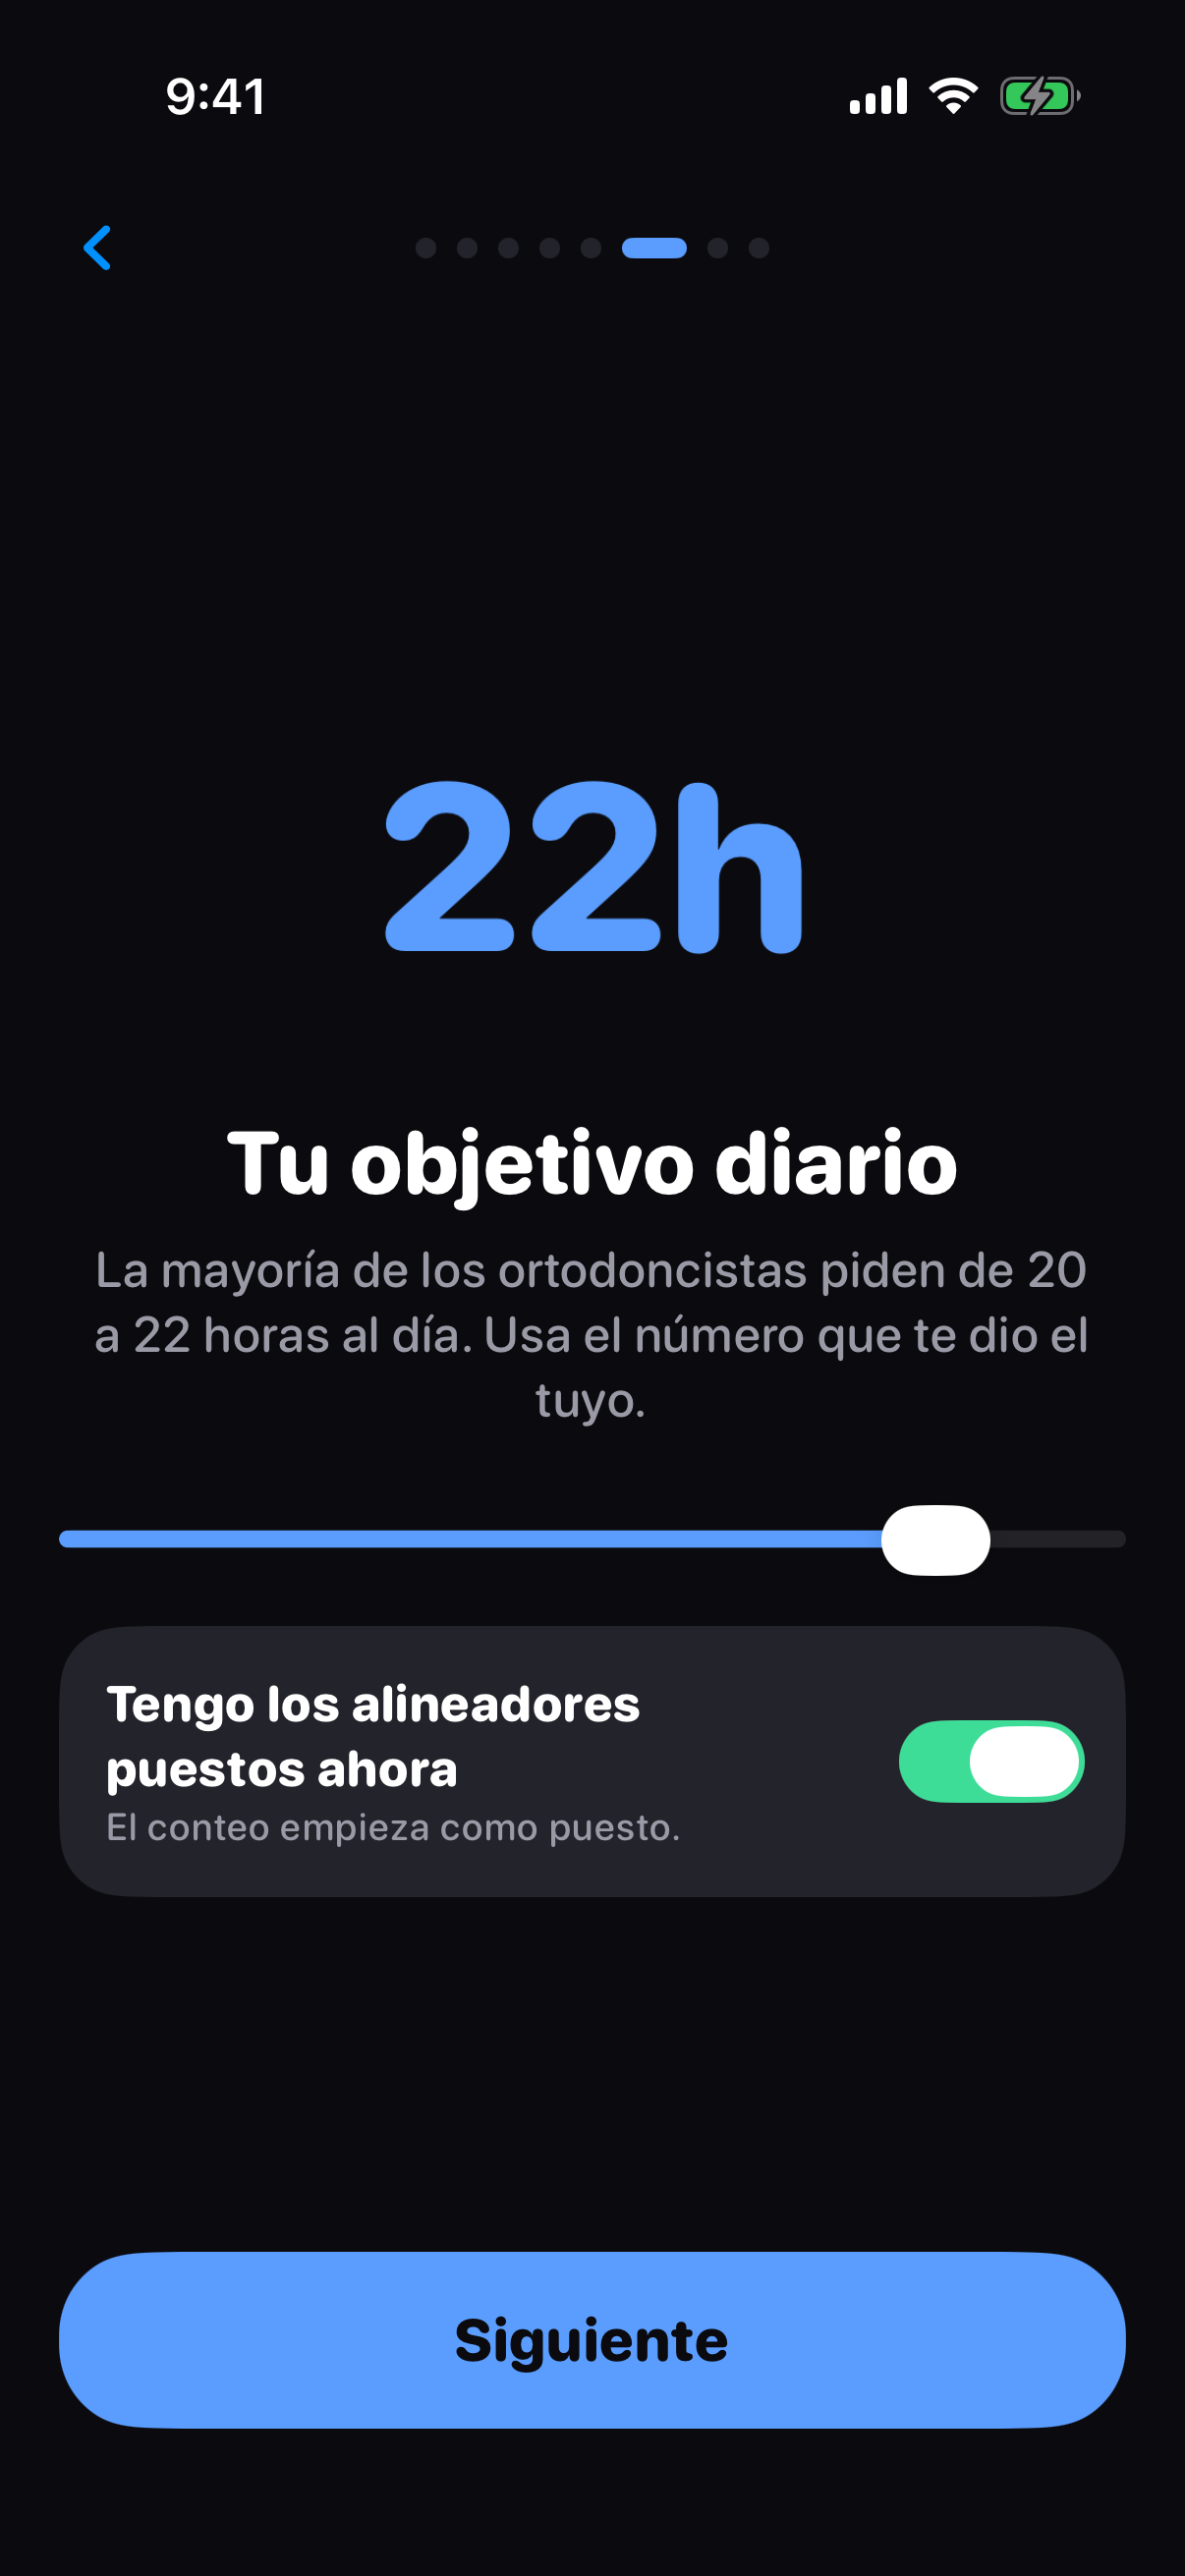 9:41
22h
Tu objetivo diario
La mayoría de los ortodoncistas piden de 20
a 22 horas al día. Usa el número que te dio el
tuyo.
Tengo los alineadores
puestos ahora
El conteo empieza como puesto.
Siguiente